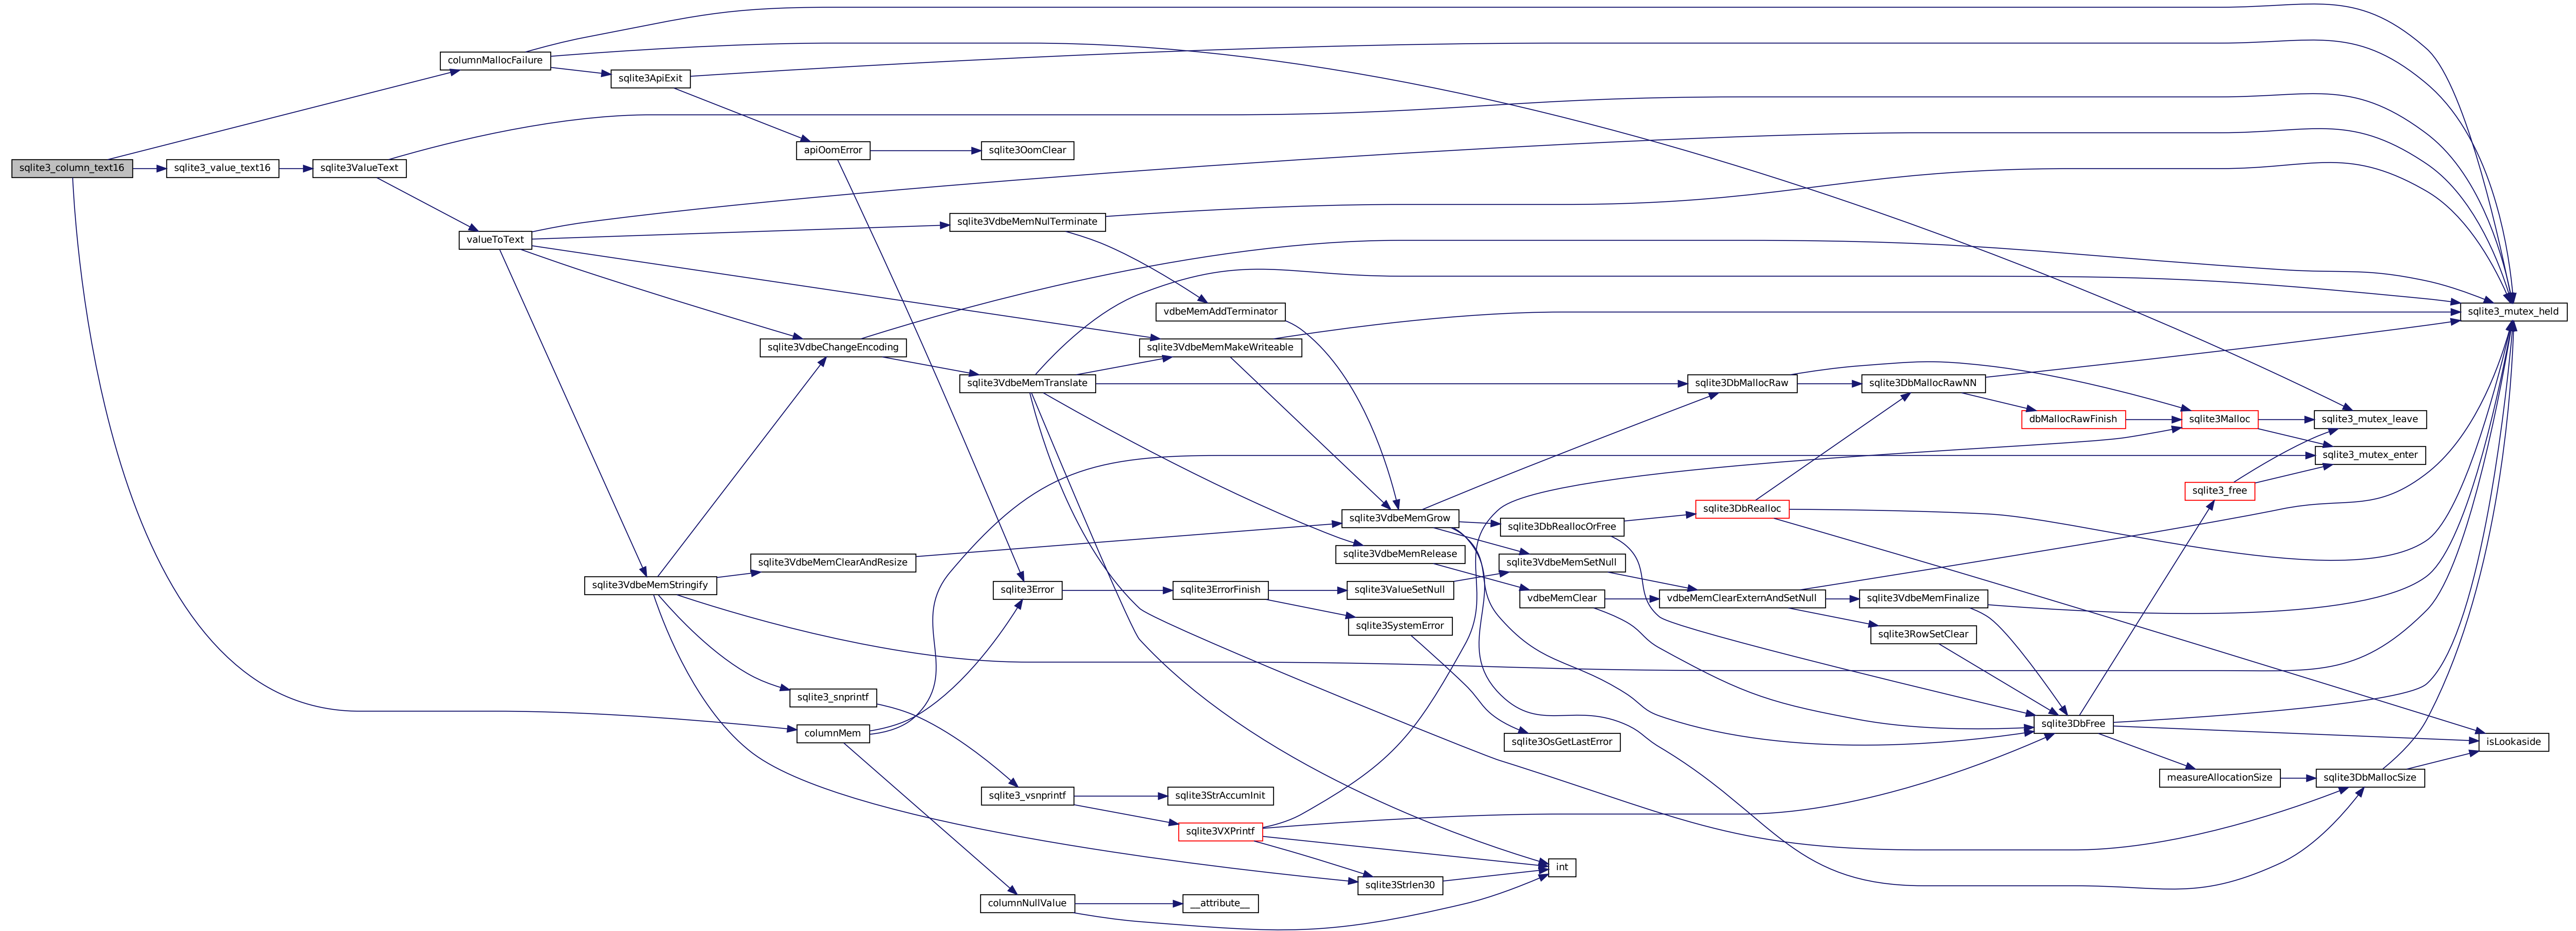 sqlite3_column_text16
columnMallocFailure
sqlite3_value_text16
sqlite3ValueText
valueToText
sqlite3ApiExit
apiOomError
sqlite3OomClear
sqlite3VdbeMemNulTerminate
vdbeMemAddTerminator
sqlite3VdbeChangeEncoding
sqlite3VdbeMemMakeWriteable
sqlite3VdbeMemTranslate
sqlite3_mutex_held
sqlite3DbMallocRaw
sqlite3DbMallocRawNN
dbMallocRawFinish
sqlite3Malloc
sqlite3_mutex_leave
sqlite3_mutex_enter
sqlite3_free
sqlite3DbRealloc
sqlite3VdbeMemGrow
sqlite3DbReallocOrFree
sqlite3VdbeMemRelease
sqlite3VdbeMemSetNull
sqlite3VdbeMemClearAndResize
sqlite3VdbeMemStringify
sqlite3Error
sqlite3ErrorFinish
sqlite3ValueSetNull
vdbeMemClear
vdbeMemClearExternAndSetNull
sqlite3VdbeMemFinalize
sqlite3SystemError
sqlite3RowSetClear
sqlite3_snprintf
columnMem
sqlite3OsGetLastError
sqlite3DbFree
isLookaside
measureAllocationSize
sqlite3DbMallocSize
sqlite3_vsnprintf
sqlite3StrAccumInit
sqlite3VXPrintf
int
sqlite3Strlen30
columnNullValue
__attribute__